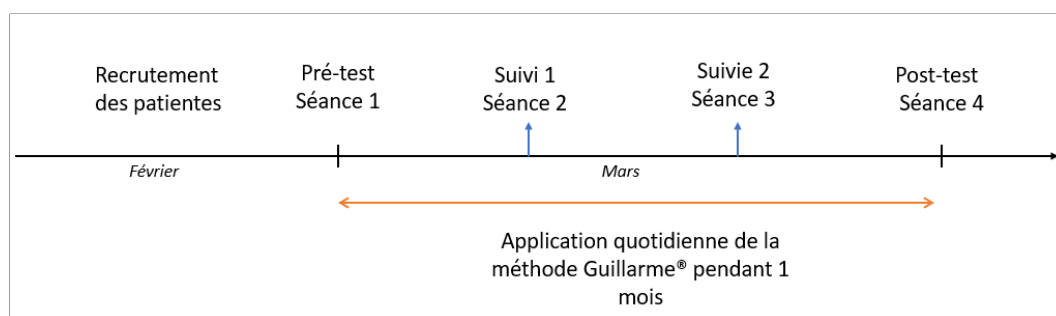 Recrutement
des patientes
Pré-test
Séance 1
Suivi 1
Séance 2
Suivie 2
Séance 3
Post-test
Séance 4
Février
Mars
Application quotidienne de la
méthode Guillarme® pendant 1
mois